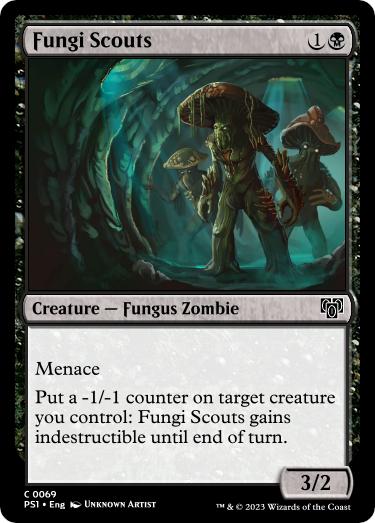 Fungi Scouts 1
Creature — Fungus Zombie
Menace
Put a -1/-1 counter on target creature
you control: Fungi Scouts gains
indestructible until end of turn.
3/2
C 0069
PS1 • Eng Unknown Artist
™ & © 2023 Wizards of the Coast